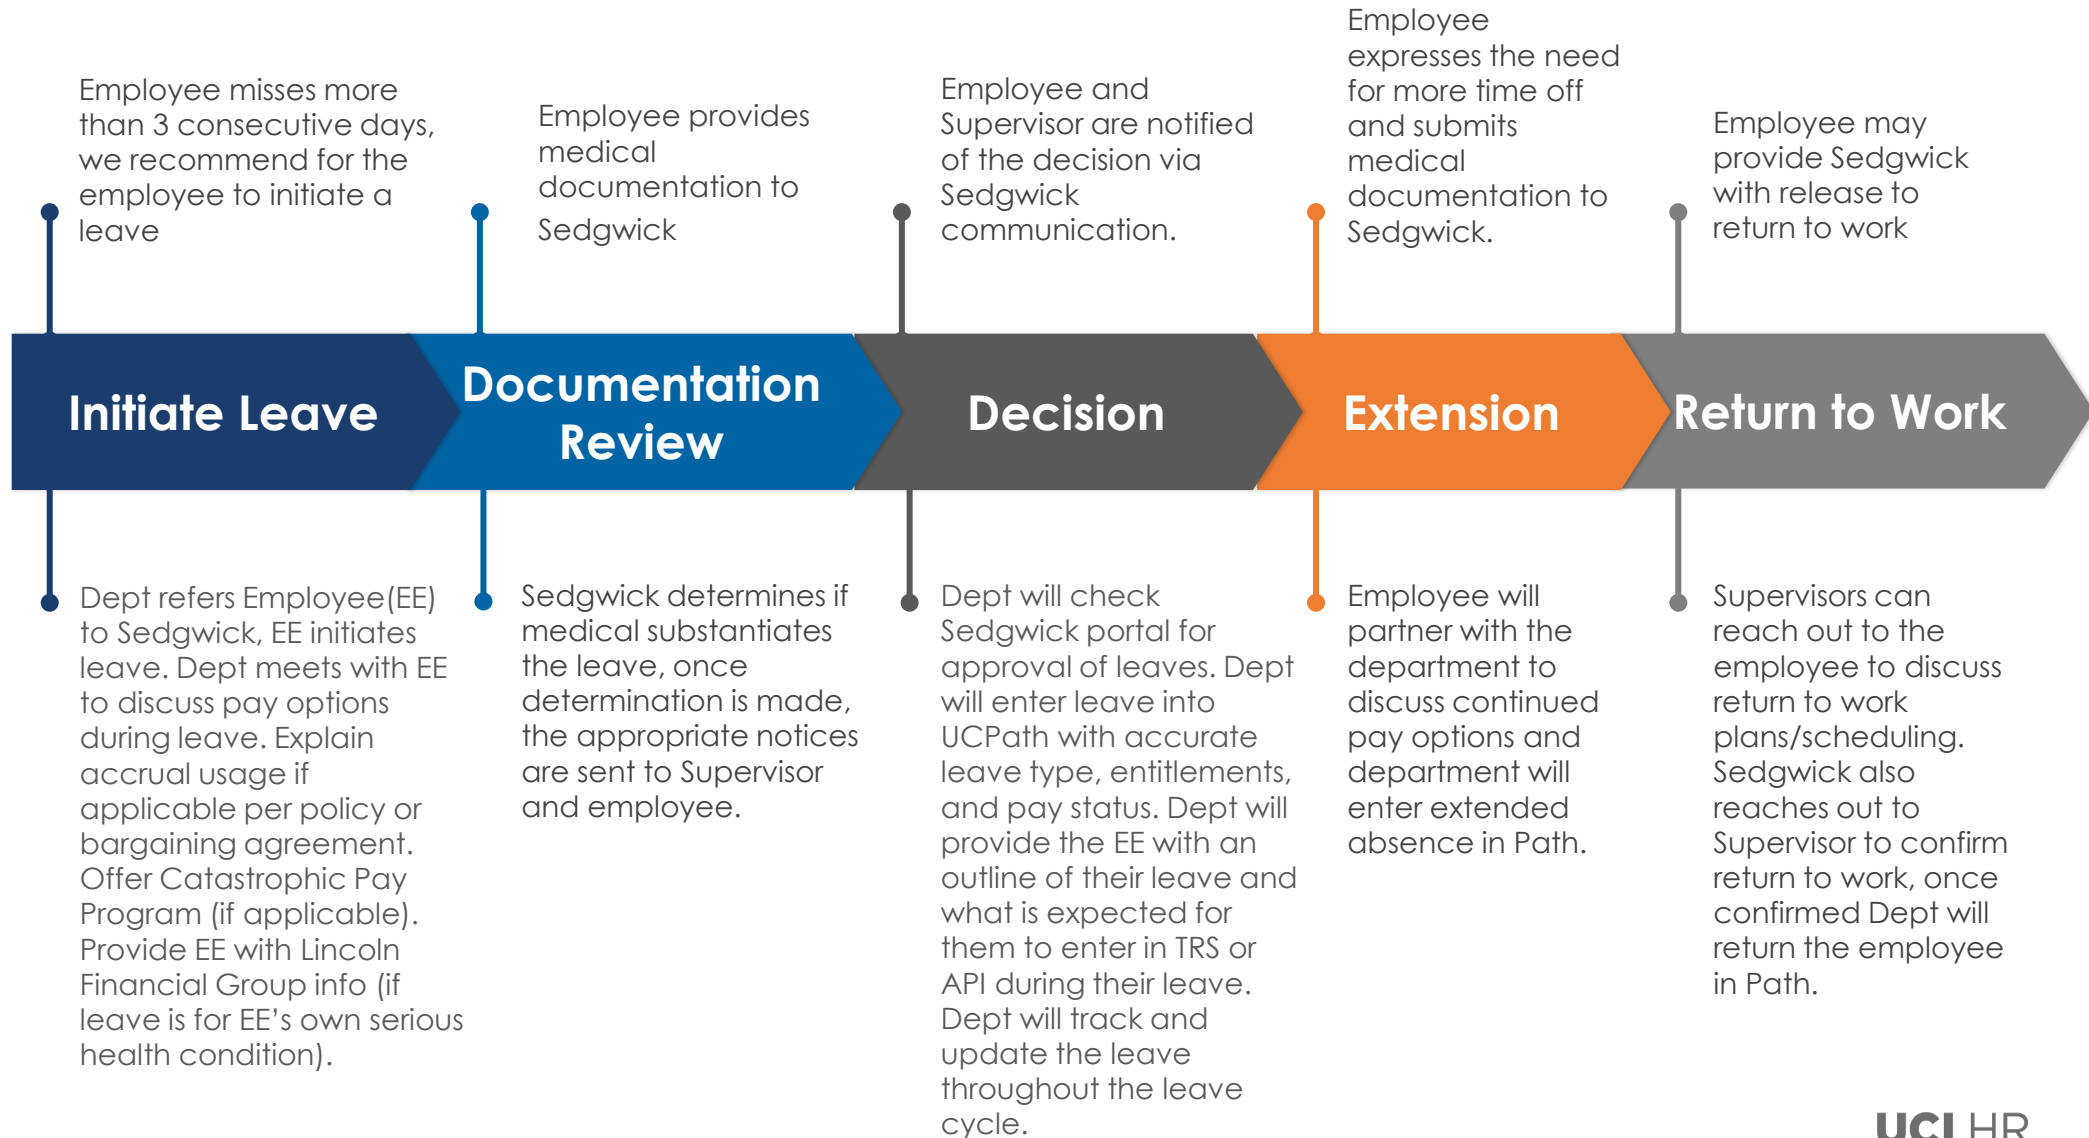 Employee misses more
than 3 consecutive days,
we recommend for the
employee to initiate a
leave
Employee provides
medical
documentation to
Sedgwick
Employee and
Supervisor are notified
of the decision via
Sedgwick
communication.
Employee
expresses the need
for more time off
and submits
medical
documentation to
Sedgwick.
Employee may
provide Sedgwick
with release to
return to work
Initiate Leave
Documentation
Review
Decision
Extension
Return to Work
Dept refers Employee(EE)
to Sedgwick, EE initiates
leave. Dept meets with EE
to discuss pay options
during leave. Explain
accrual usage if
applicable per policy or
bargaining agreement.
Offer Catastrophic Pay
Program (if applicable).
Provide EE with Lincoln
Financial Group info (if
leave is for EE's own serious
health condition).
Sedgwick determines if
medical substantiates
the leave, once
determination is made,
the appropriate notices
are sent to Supervisor
and employee.
Dept will check
Sedgwick portal for
approval of leaves. Dept
will enter leave into
UCPath with accurate
leave type, entitlements,
and pay status. Dept will
provide the EE with an
outline of their leave and
what is expected for
them to enter in TRS or
API during their leave.
Dept will track and
update the leave
throughout the leave
cycle.
Employee will
partner with the
department to
discuss continued
pay options and
department will
enter extended
absence in Path.
Supervisors can
reach out to the
employee to discuss
return to work
plans/scheduling.
Sedgwick also
reaches out to
Supervisor to confirm
return to work, once
confirmed Dept will
return the employee
in Path.
UCI HR